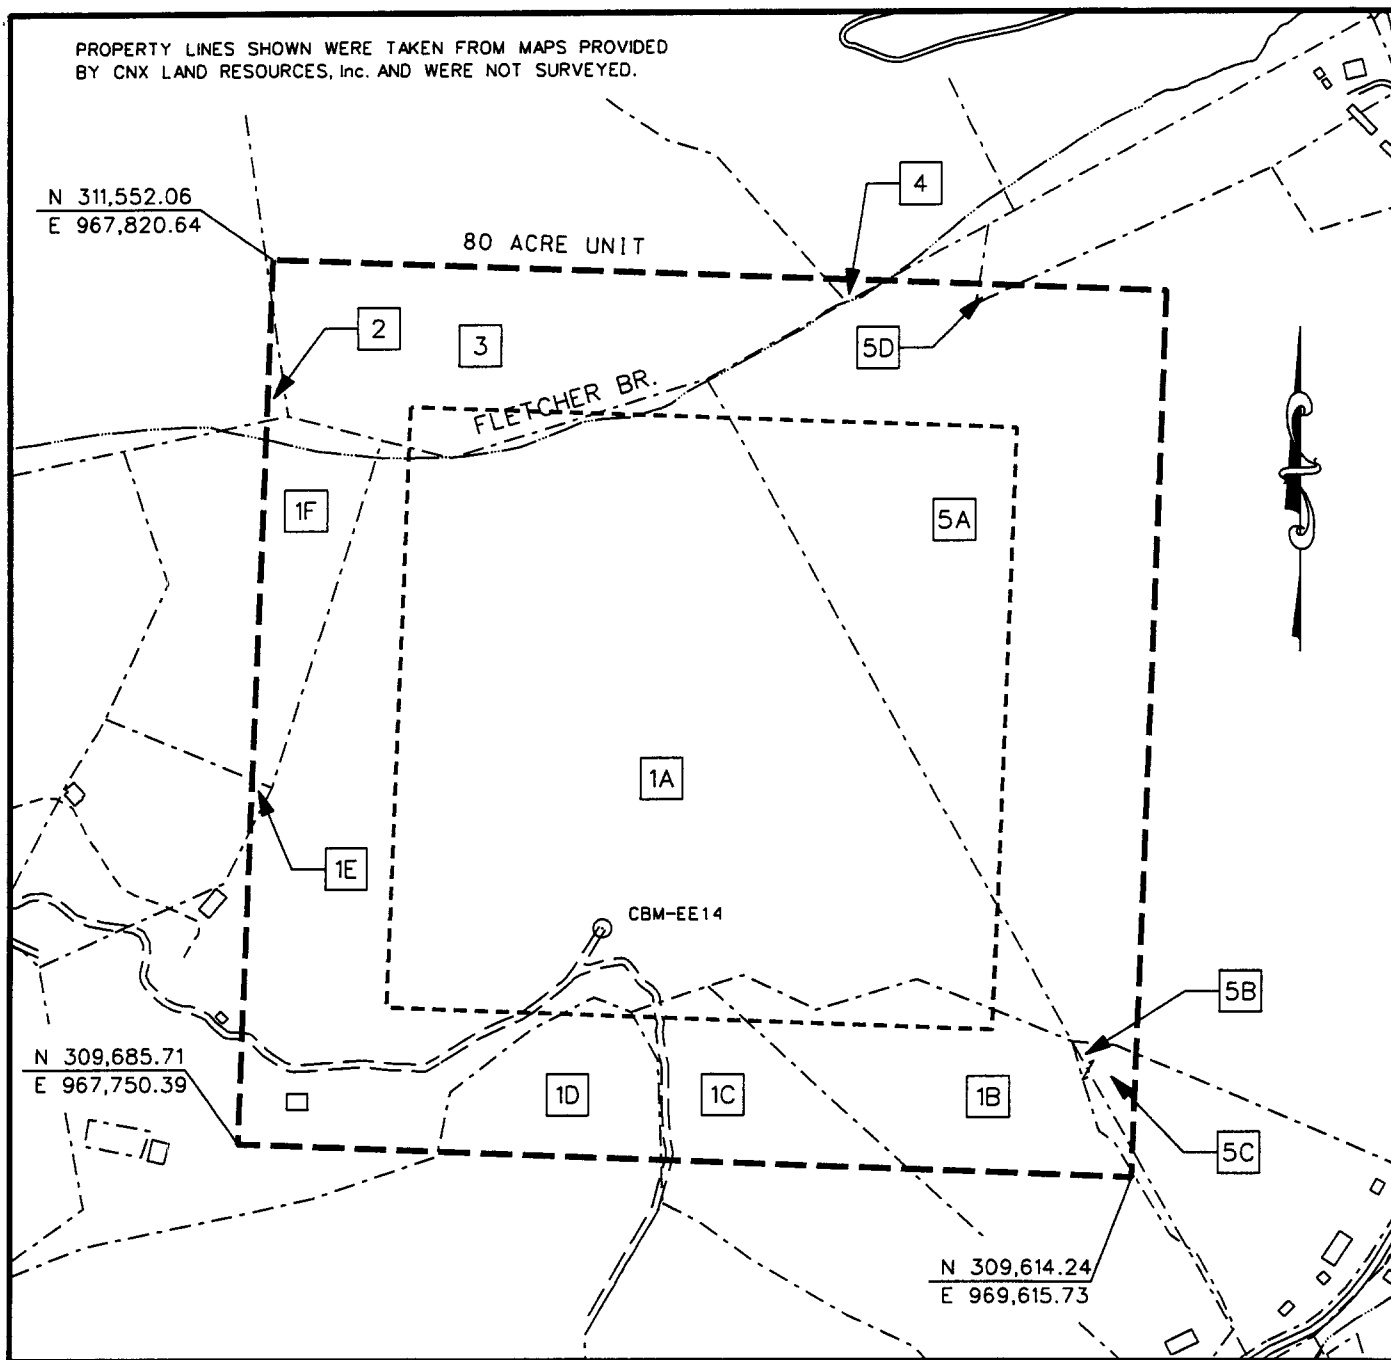 PROPERTY LINES SHOWN WERE TAKEN FROM MAPS PROVIDED
BY CNX LAND RESOURCES, Inc. AND WERE NOT SURVEYED.
4
N 311,552.06
E 967,820.64
80 ACRE UNIT
2
3
5D
FLETCHER BR.
1F
5A
1A
1E
CBM-EE14
5B
N 309,685.71
E 967,750.39
1D
1C
1B
5C
N 309,614.24
E 969,615.73